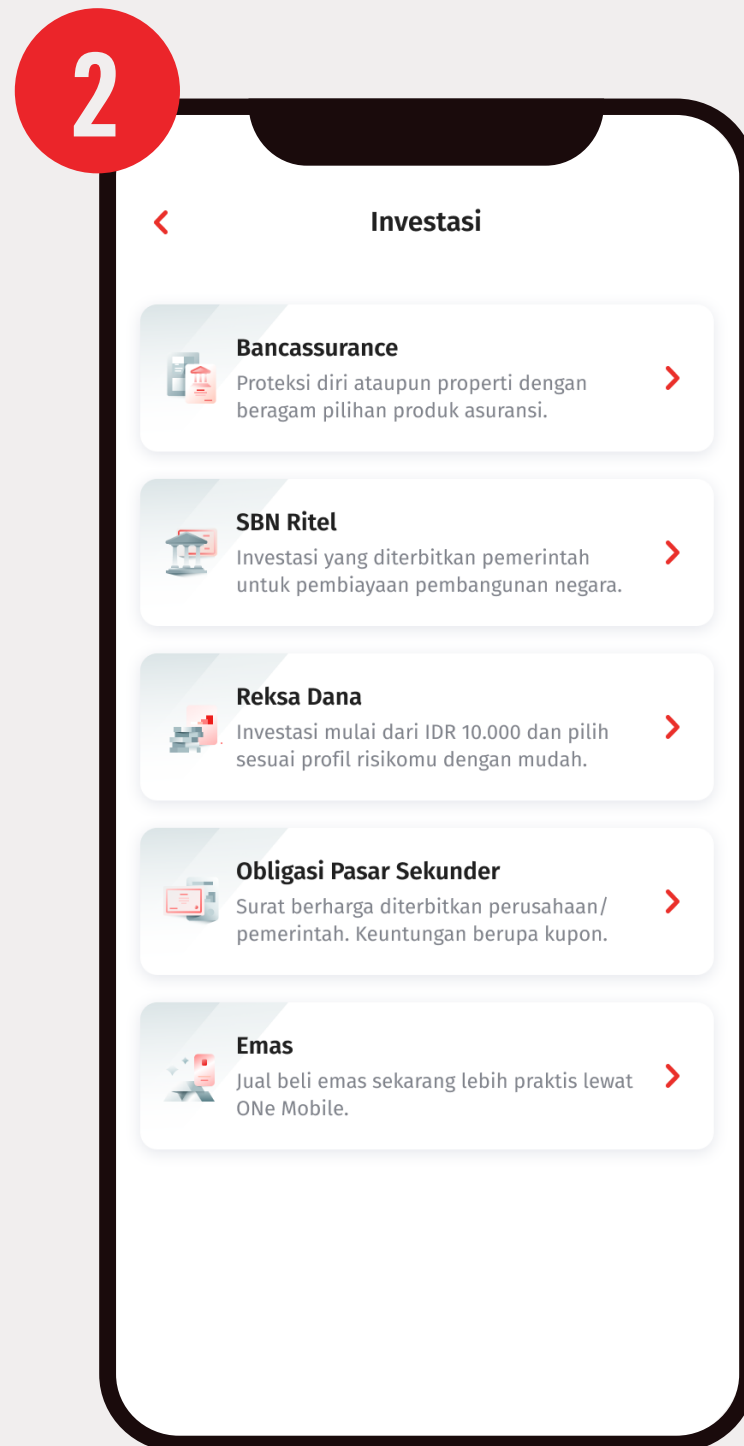 2
Investasi
Bancassurance
Proteksi diri ataupun properti dengan
beragam pilihan produk asuransi.
SBN Ritel
Investasi yang diterbitkan pemerintah
untuk pembiayaan pembangunan negara.
Reksa Dana
Investasi mulai dari IDR 10.000 dan pilih
sesuai profil risikomu dengan mudah.
Obligasi Pasar Sekunder
Surat berharga diterbitkan perusahaan/
pemerintah. Keuntungan berupa kupon.
Emas
Jual beli emas sekarang lebih praktis lewat
ONe Mobile.